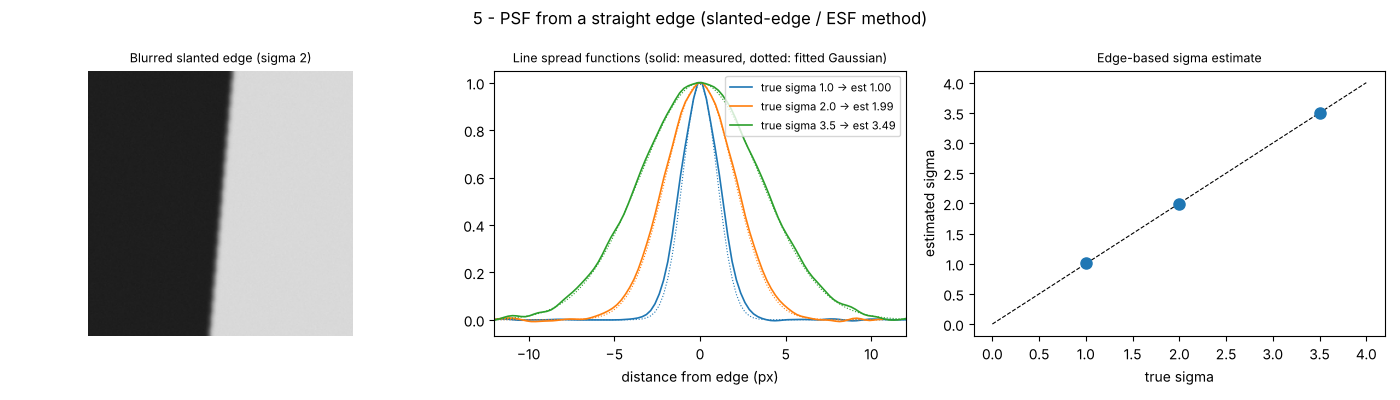 5 - PSF from a straight edge (slanted-edge / ESF method)
Blurred slanted edge (sigma 2)
Line spread functions (solid: measured, dotted: fitted Gaussian)
true sigma 1.0 → est 1.00
true sigma 2.0 → est 1.99
true sigma 3.5 → est 3.49
1.0
0.8
0.6
0.4
0.2
0.0
−10
−5
0
5
10
distance from edge (px)
Edge-based sigma estimate
estimated sigma
4.0
3.5
3.0
2.5
2.0
1.5
1.0
0.5
0.0
0.0
0.5
1.0
1.5
2.0
2.5
3.0
3.5
4.0
true sigma